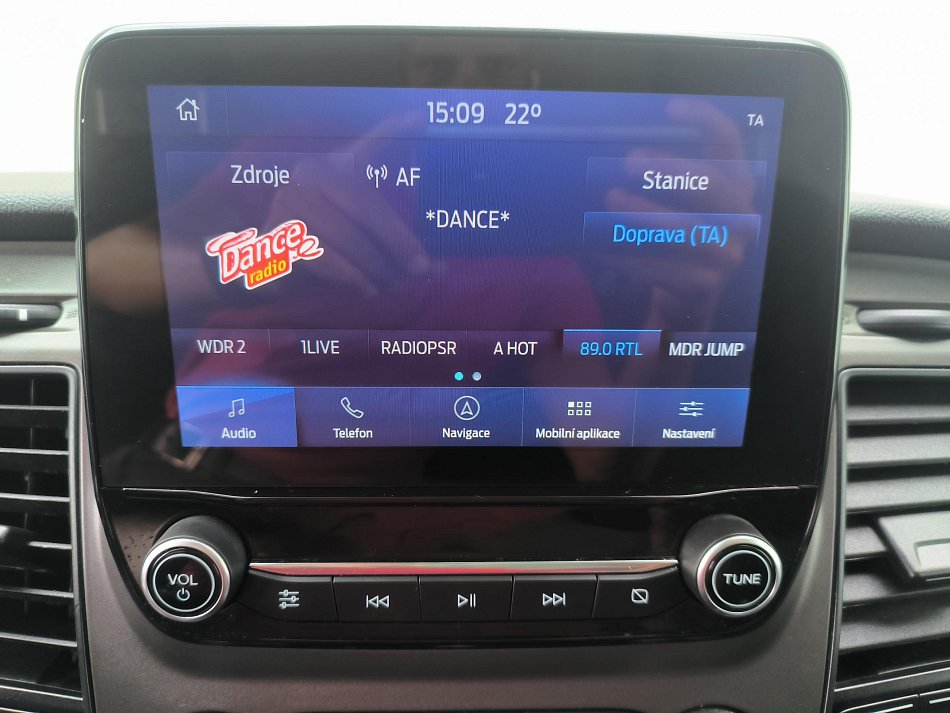 15:09 22°
TA
Zdroje
AF
Stanice
*DANCE*
Doprava (TA)
Dance
radio
WDR 2
1LIVE
RADIOPSR
A HOT
89.0 RTL
MDR JUMP
Audio
Telefon
Navigace
Mobilní aplikace
Nastavení
VOL
TUNE